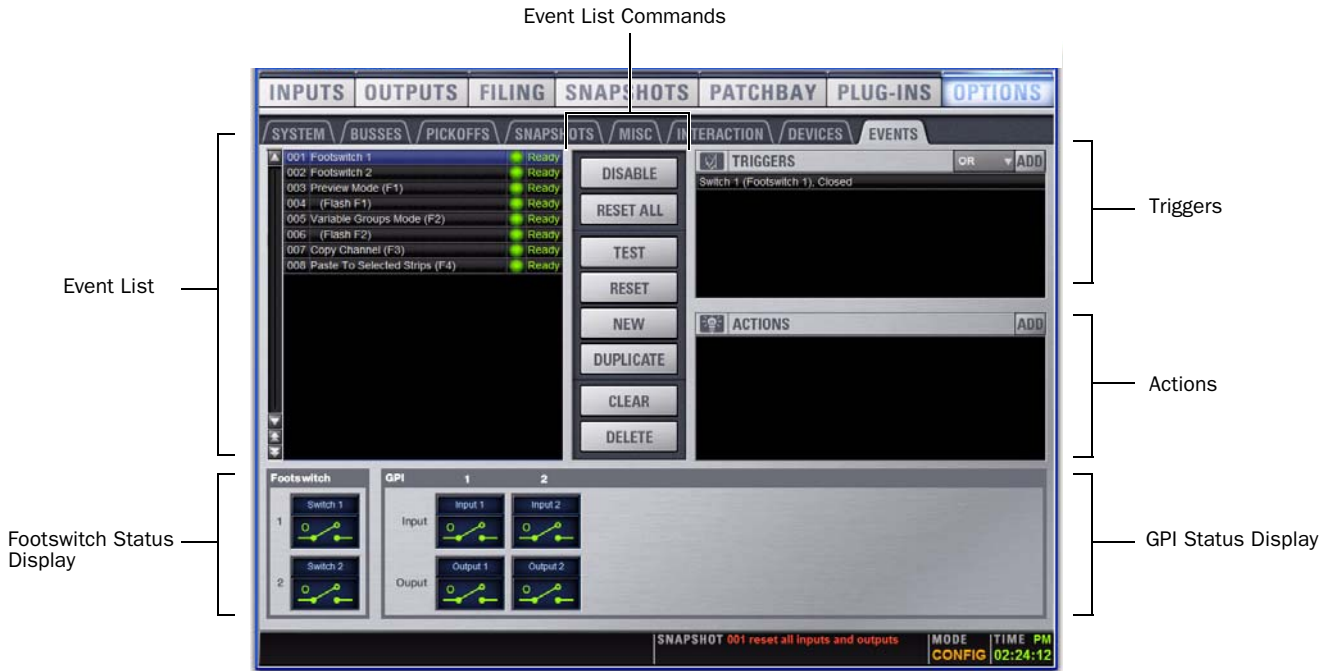 Event List Commands
INPUTS OUTPUTS FILING SNAPSHOTS PATCHBAY PLUG-INS OPTIONS
SYSTEM BUSSES PICKOFFS SNAPSHOTS MISC INTERACTION DEVICES EVENTS
001 Footswitch 1 Ready
002 Footswitch 2 Ready
003 Preview Mode (F1) Ready
004 (Flash F1) Ready
005 Variable Groups Mode (F2) Ready
006 (Flash F2) Ready
007 Copy Channel (F3) Ready
008 Paste To Selected Strips (F4) Ready
DISABLE
RESET ALL
TEST
RESET
NEW
DUPLICATE
CLEAR
DELETE
TRIGGERS OR ADD
Switch 1 (Footswitch 1), Closed
ACTIONS ADD
Event List
Triggers
Actions
Footswitch Status
Display
GPI Status Display
Footswitch
1 Switch 1
2 Switch 2
GPI 1 2
Input Input 1 Input 2
Ouput Output 1 Output 2
SNAPSHOT 001 reset all inputs and outputs
MODE
CONFIG
TIME PM
02:24:12